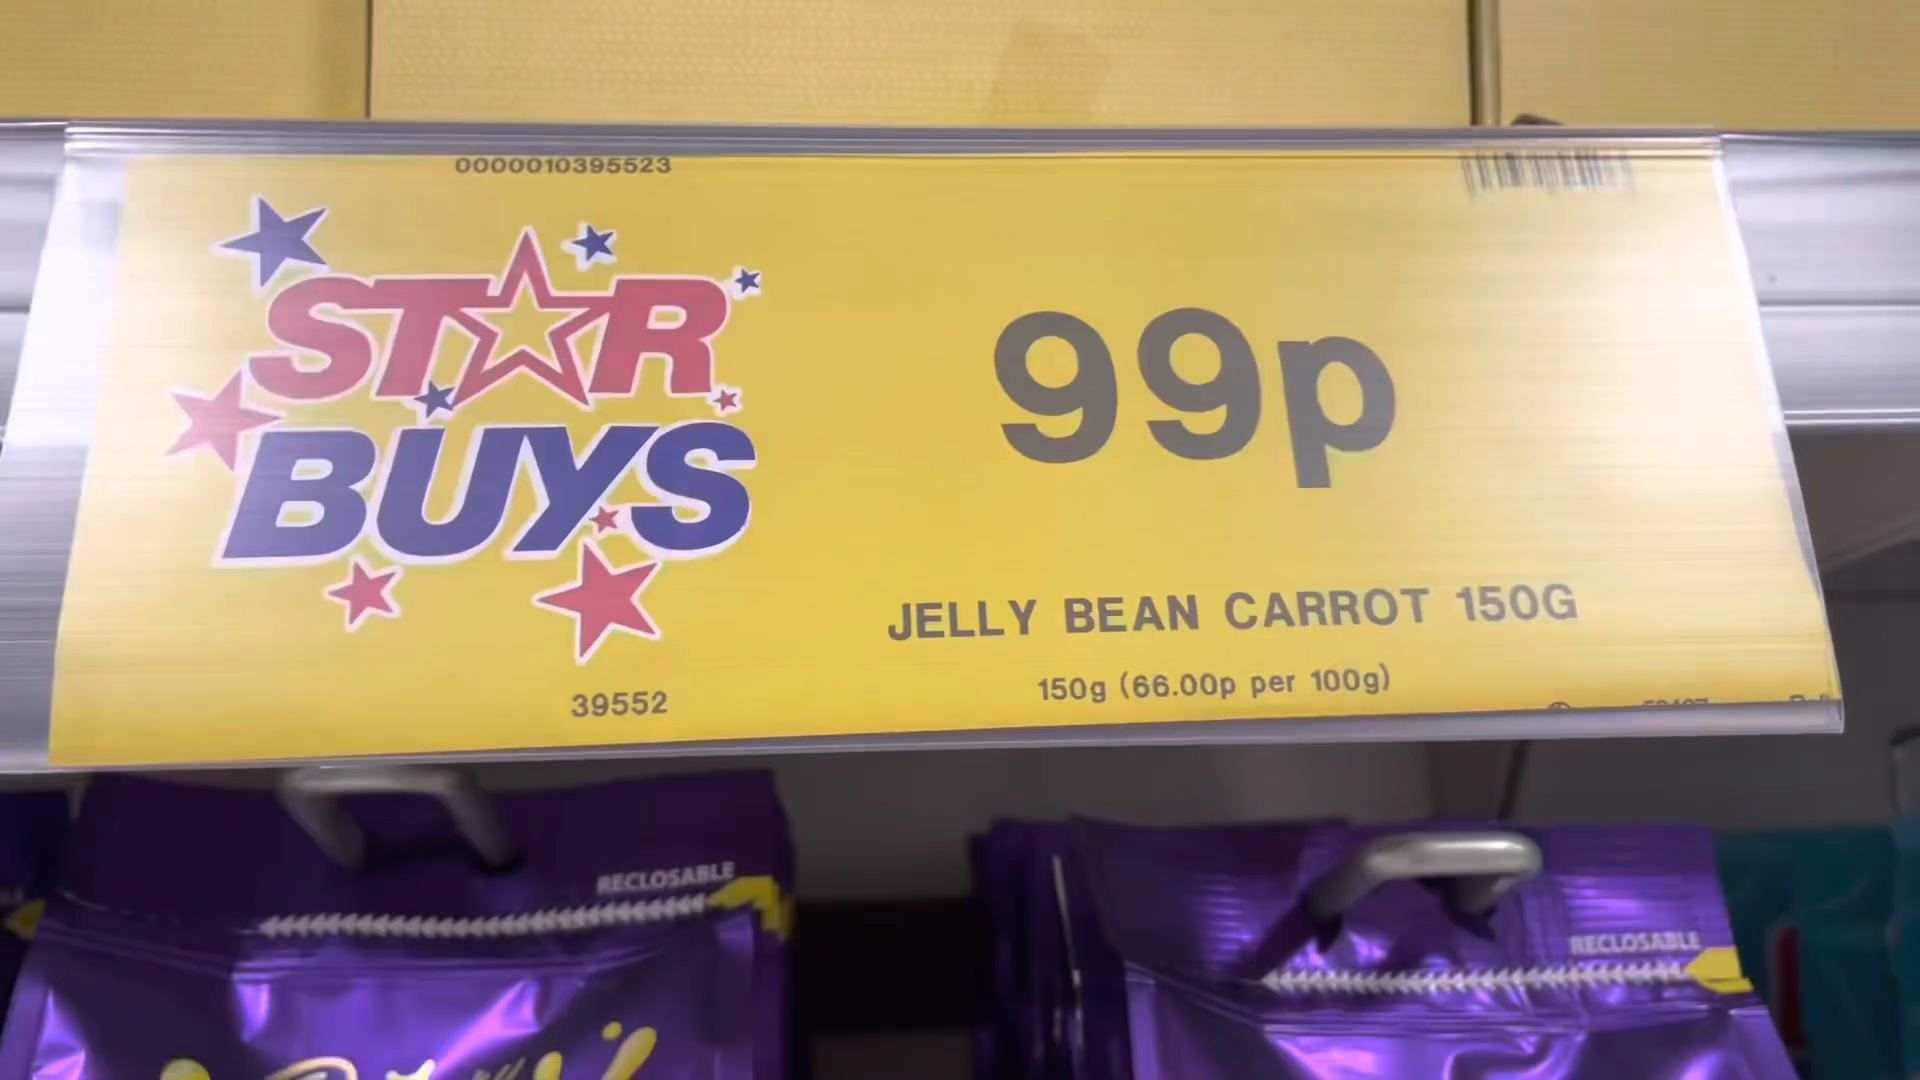 0000010395523
STAR
BUYS
99p
JELLY BEAN CARROT 150G
150g (66.00p per 100g)
39552
RECLOSABLE
RECLOSABLE